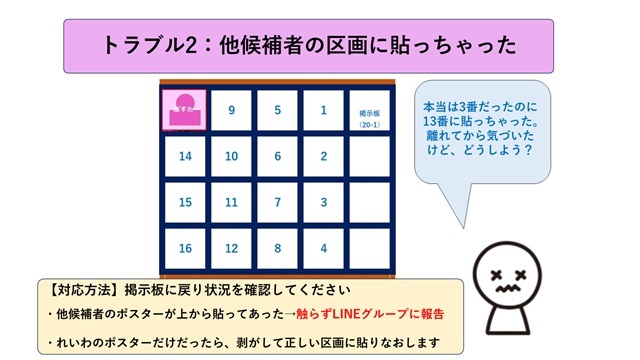 トラブル2：他候補者の区画に貼っちゃった
9 5 1 掲示板
（20-1）
14 10 6 2
15 11 7 3
16 12 8 4
本当は3番だったのに
13番に貼っちゃった。
離れてから気づいた
けど、どうしよう？
【対応方法】掲示板に戻り状況を確認してください
・他候補者のポスターが上から貼ってあった→触らずLINEグループに報告
・れいわのポスターだけだったら、剥がして正しい区画に貼りなおします